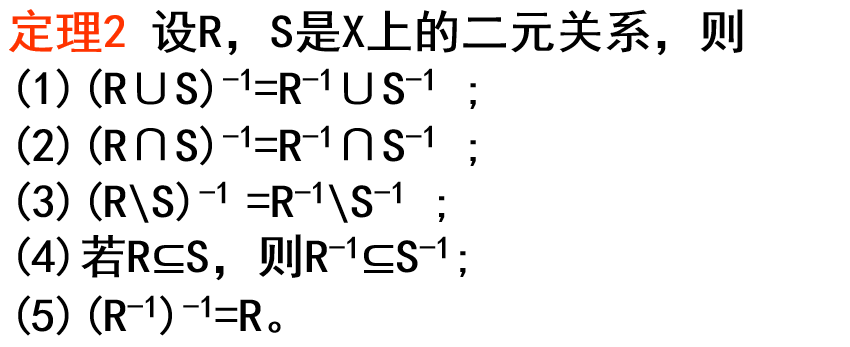 定理2 设R，S是X上的二元关系，则
(1)(R∪S)⁻¹=R⁻¹∪S⁻¹ ；
(2)(R∩S)⁻¹=R⁻¹∩S⁻¹ ；
(3)(R\S)⁻¹ =R⁻¹\S⁻¹ ；
(4)若R⊆S，则R⁻¹⊆S⁻¹；
(5)(R⁻¹)⁻¹=R。